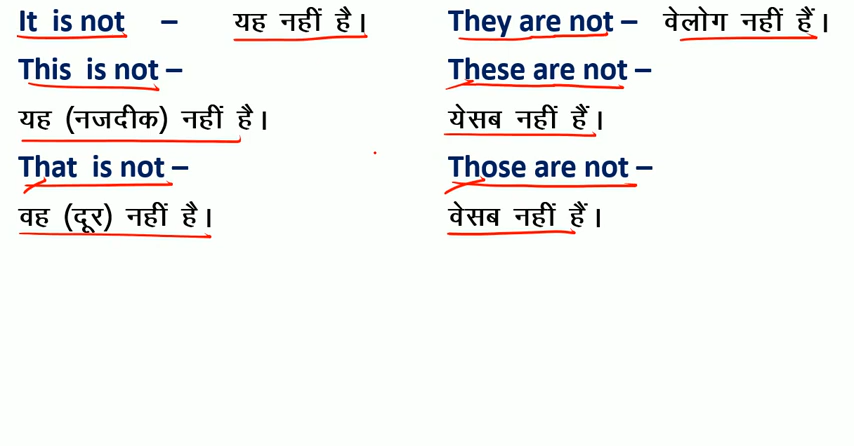 It is not – यह नहीं है।
This is not –
यह (नजदीक) नहीं है।
That is not –
वह (दूर) नहीं है।
They are not – वेलोग नहीं हैं।
These are not –
येसब नहीं हैं।
Those are not –
वेसब नहीं हैं।